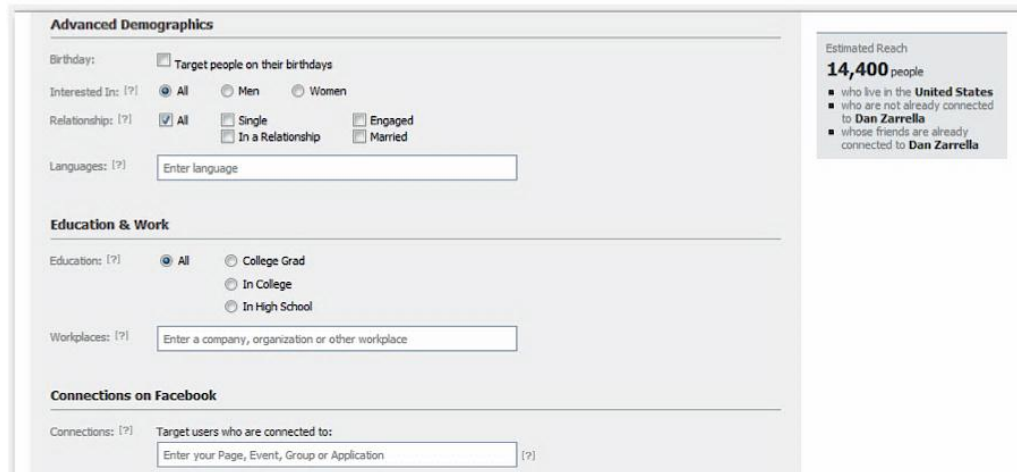 Advanced Demographics
Birthday: Target people on their birthdays
Interested In: [?] All Men Women
Relationship: [?] All Single Engaged
In a Relationship Married
Languages: [?] Enter language
Education & Work
Education: [?] All College Grad
In College
In High School
Workplaces: [?] Enter a company, organization or other workplace
Connections on Facebook
Connections: [?] Target users who are connected to:
Enter your Page, Event, Group or Application [?]
Estimated Reach
14,400 people
who live in the United States
who are not already connected
to Dan Zarrella
whose friends are already
connected to Dan Zarrella